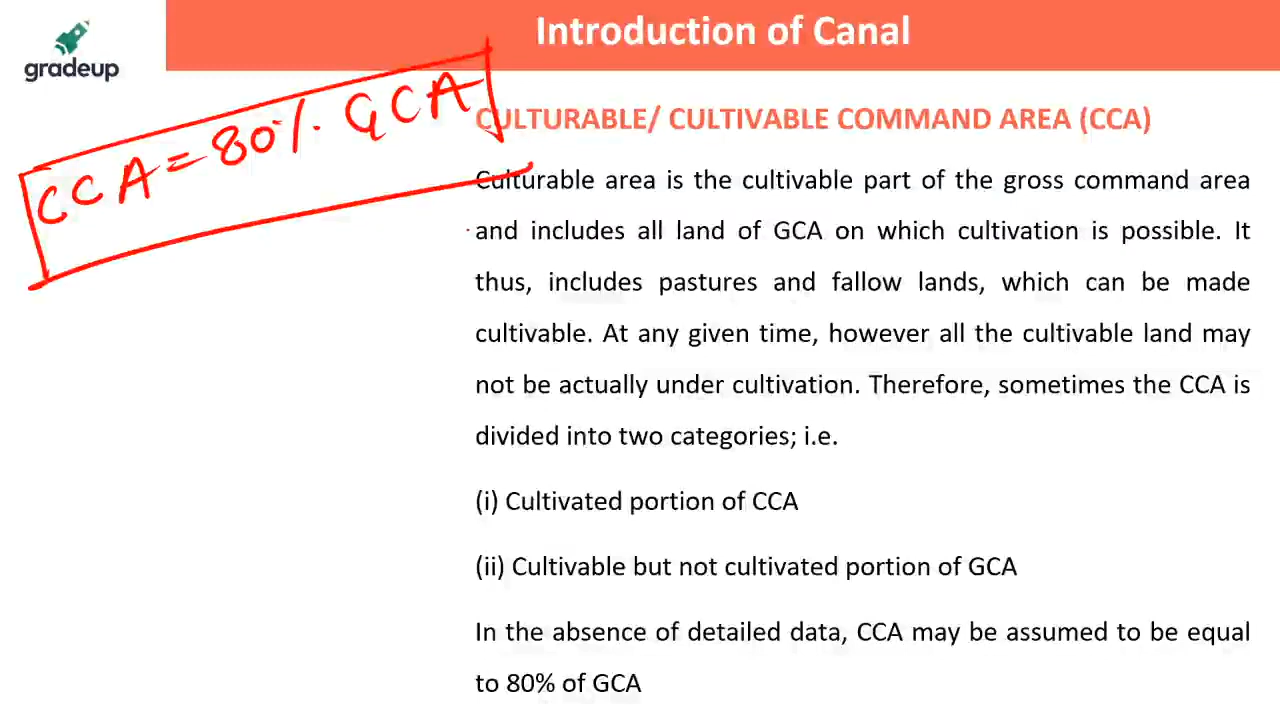 Introduction of Canal
gradeup
CCA = 80% GCA
CULTURABLE/ CULTIVABLE COMMAND AREA (CCA)
Culturable area is the cultivable part of the gross command area
and includes all land of GCA on which cultivation is possible. It
thus, includes pastures and fallow lands, which can be made
cultivable. At any given time, however all the cultivable land may
not be actually under cultivation. Therefore, sometimes the CCA is
divided into two categories; i.e.
(i) Cultivated portion of CCA
(ii) Cultivable but not cultivated portion of GCA
In the absence of detailed data, CCA may be assumed to be equal
to 80% of GCA